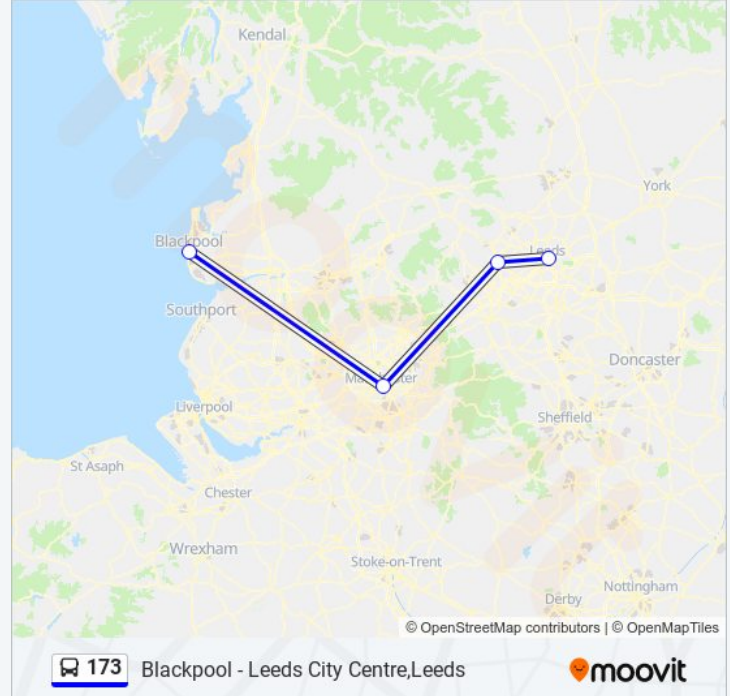 Kendal
York
Blackpool
Leeds
Southport
Doncaster
Manchester
Liverpool
Sheffield
St Asaph
Chester
Wrexham
Stoke-on-Trent
Nottingham
Derby
© OpenStreetMap contributors | © OpenMapTiles
173 Blackpool - Leeds City Centre,Leeds
moovit